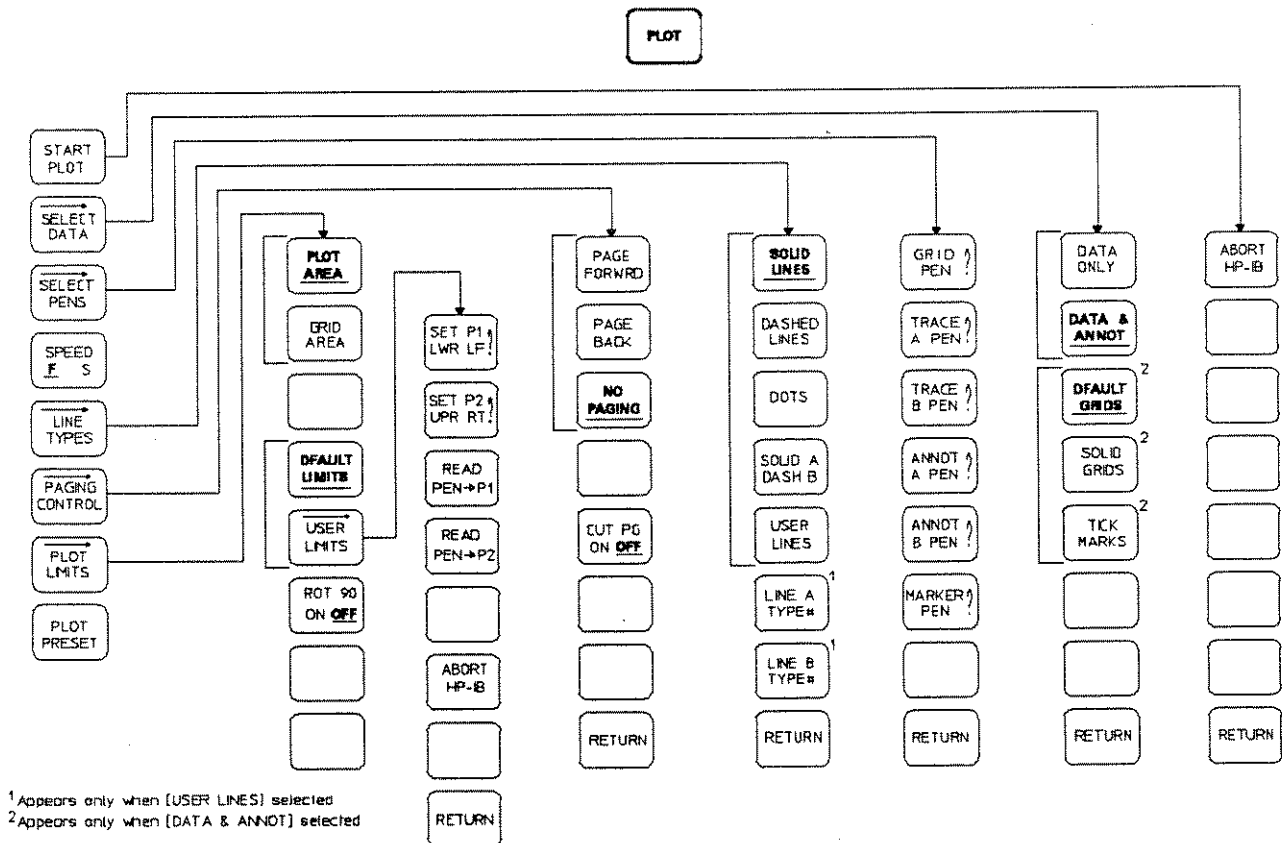 PLOT
START
PLOT
SELECT
DATA
SELECT
PENS
SPEED
F S
LINE
TYPES
PAGING
CONTROL
PLOT
LIMITS
PLOT
PRESET
PLOT
AREA
GRID
AREA
DFAULT
LIMITS
USER
LIMITS
ROT 90
ON OFF
SET P1
LWR LF?
SET P2
UPR RT?
READ
PEN→P1
READ
PEN→P2
ABORT
HP-IB
RETURN
PAGE
FORWRD
PAGE
BACK
NO
PAGING
CUT PG
ON OFF
RETURN
SOLID
LINES
DASHED
LINES
DOTS
SOLID A
DASH B
USER
LINES
LINE A 1
TYPE#
LINE B 1
TYPE#
RETURN
GRID
PEN ?
TRACE
A PEN ?
TRACE
B PEN ?
ANNOT
A PEN ?
ANNOT
B PEN ?
MARKER
PEN ?
RETURN
DATA
ONLY
DATA &
ANNOT
DFAULT 2
GRIDS
SOLID 2
GRIDS
TICK 2
MARKS
RETURN
ABORT
HP-IB
RETURN
1 Appears only when [USER LINES] selected
2 Appears only when [DATA & ANNOT] selected